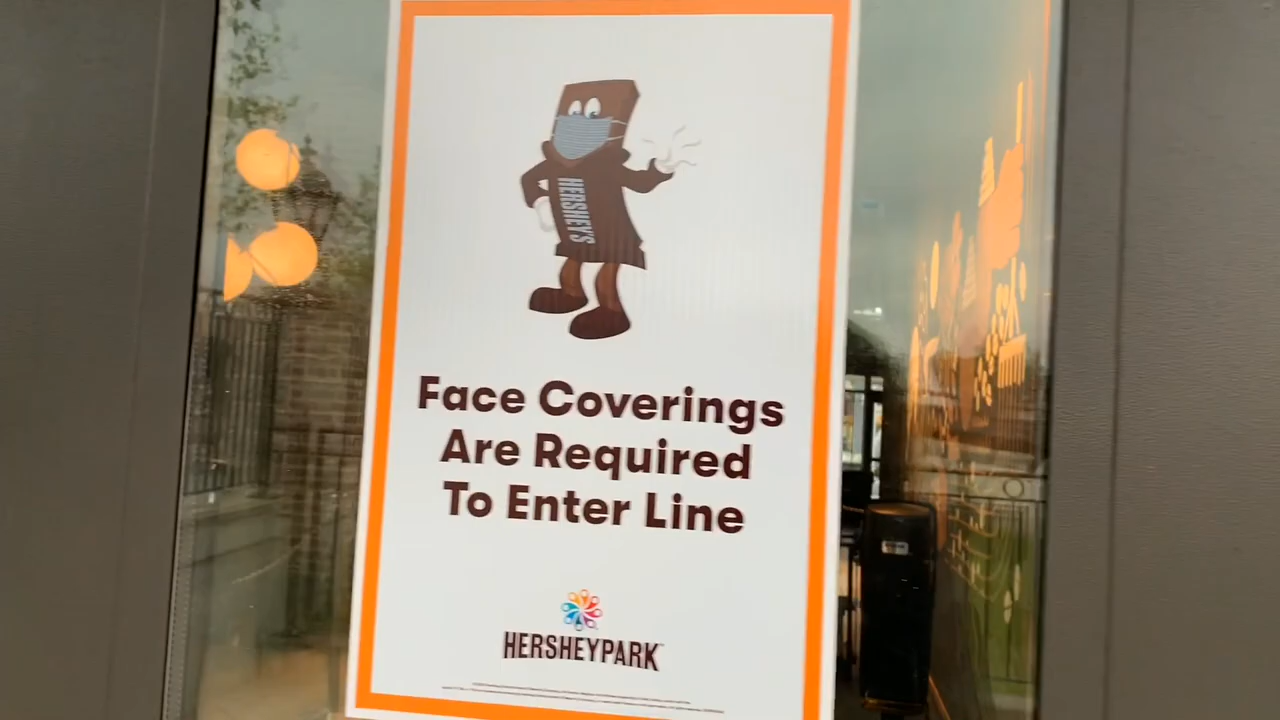 HERSHEY'S
Face Coverings
Are Required
To Enter Line
HERSHEYPARK